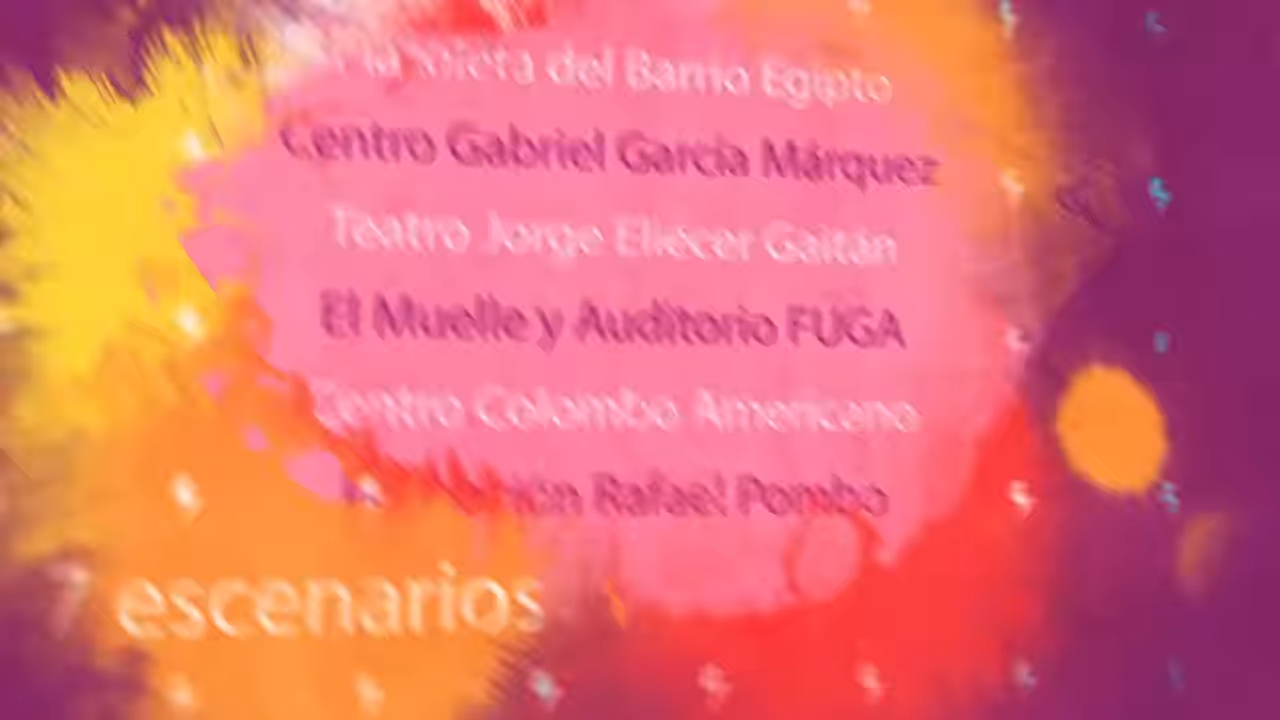 del Barrio Egipto
Centro Gabriel García Márquez
Teatro Jorge Eliécer Gaitán
El Muelle y Auditorio FUGA
Centro Colombo Americano
Rafael Pombo
7 escenarios